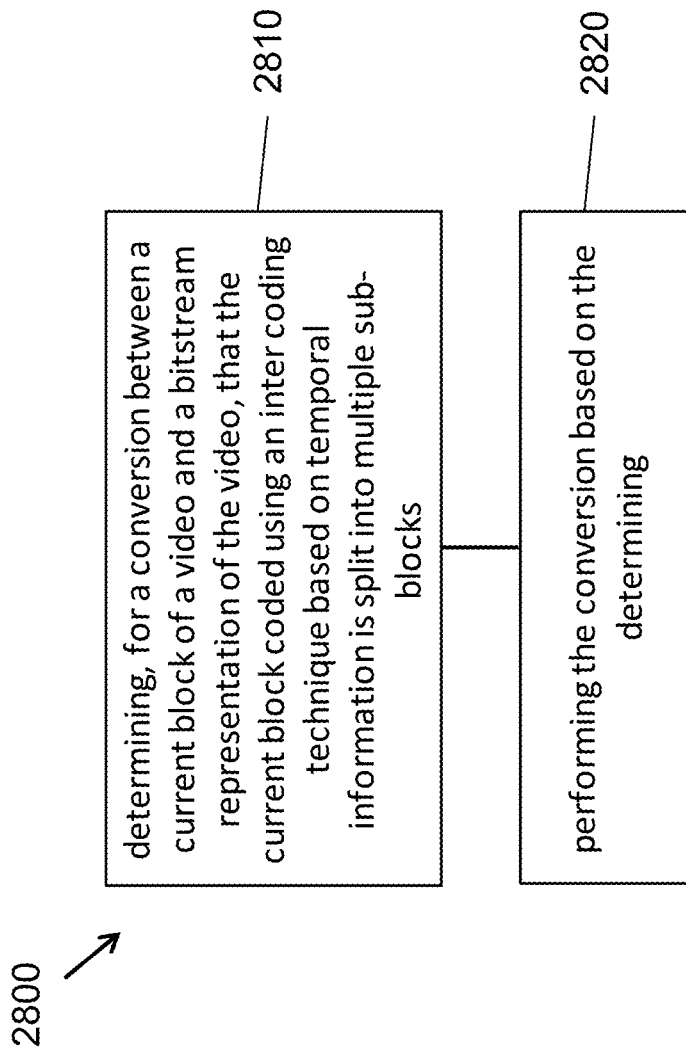 2800
determining, for a conversion between a
current block of a video and a bitstream
representation of the video, that the
current block coded using an inter coding
technique based on temporal
information is split into multiple sub-
blocks
2810
performing the conversion based on the
determining
2820